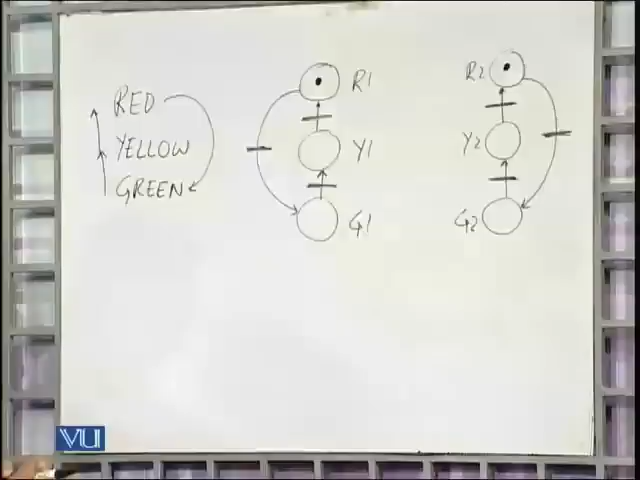 RED
YELLOW
GREEN
R1
Y1
G1
R2
Y2
G2
VU